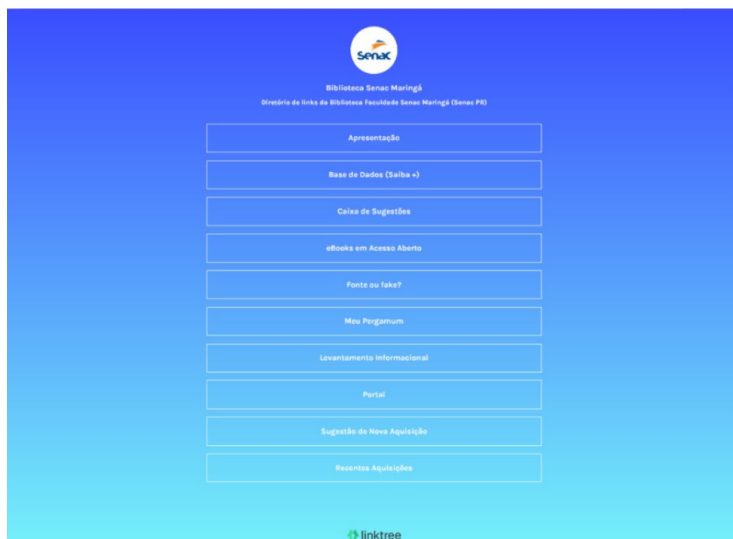 senac
Biblioteca Senac Maringá
Diretório de links da Biblioteca Faculdade Senac Maringá (Senac PR)
Apresentação
Base de Dados (Saiba +)
Caixa de Sugestões
eBooks em Acesso Aberto
Fonte ou fake?
Meu Pergamum
Levantamento Informacional
Portal
Sugestão de Nova Aquisição
Recentes Aquisições
linktree